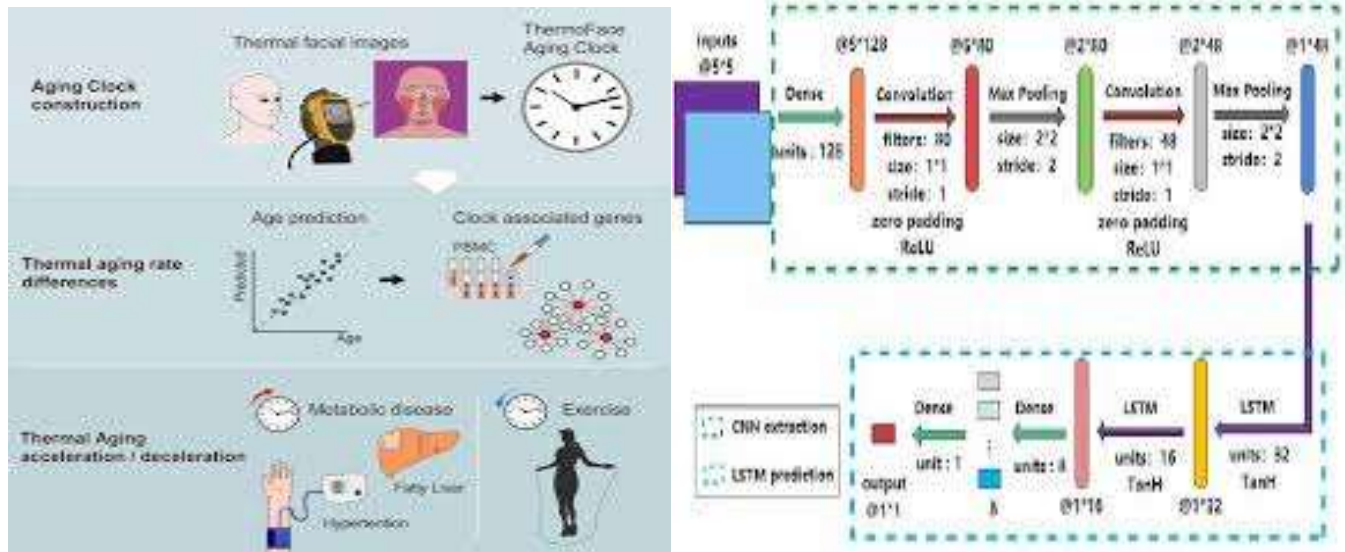 Thermal facial images
ThermoFace
Aging Clock
Aging Clock
construction
Age prediction
Clock associated genes
PBMC
Thermal aging rate
differences
Predicted
Age
Metabolic disease
Exercise
Thermal Aging
acceleration / deceleration
Fatty Liver
Hypertention
inputs
@5*5
@5*128
@2*80
@2*48
@1*48
Dense
units : 128
Convolution
filters: 80
size: 1*1
stride: 1
zero padding
ReLU
Max Pooling
size: 2*2
stride: 2
Convolution
filters: 48
size: 1*1
stride: 1
zero padding
ReLU
Max Pooling
size: 2*2
stride: 2
CNN extraction
LSTM prediction
output
@1*1
Dense
unit : 1
8
Dense
units : 8
@1*16
LSTM
units: 16
TanH
@1*32
LSTM
units: 32
TanH